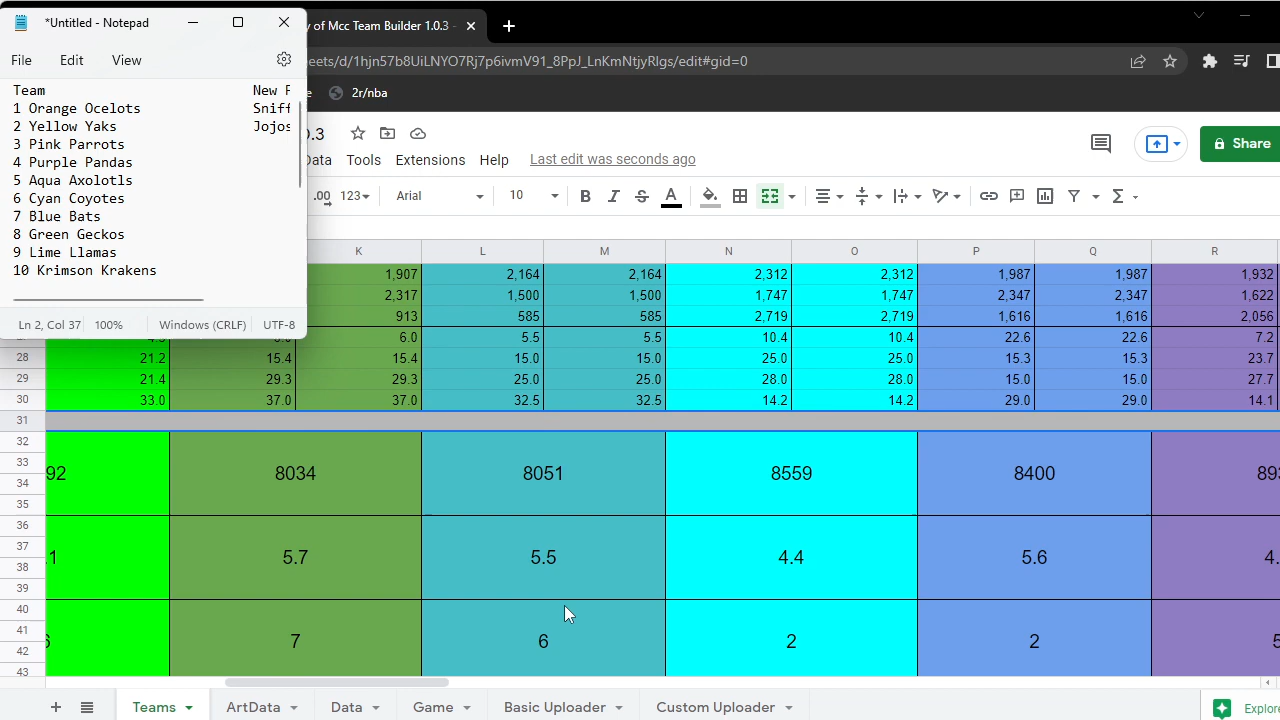 *Untitled - Notepad
y of Mcc Team Builder 1.0.3 -
File Edit View
eets/d/1hjn57b8UiLNYO7Rj7p6ivmV91_8PpJ_LnKmNtjyRlgs/edit#gid=0
e 2r/nba
Team New F
1 Orange Ocelots Sniff
2 Yellow Yaks Jojos
3 Pink Parrots
4 Purple Pandas
5 Aqua Axolotls
6 Cyan Coyotes
7 Blue Bats
8 Green Geckos
9 Lime Llamas
10 Krimson Krakens
Ln 2, Col 37 100% Windows (CRLF) UTF-8
0.3
Data Tools Extensions Help Last edit was seconds ago
Share
.00 123 Arial 10 B I S A
K L M N O P Q R
1,907 2,164 2,164 2,312 2,312 1,987 1,987 1,932
2,317 1,500 1,500 1,747 1,747 2,347 2,347 1,622
913 585 585 2,719 2,719 1,616 1,616 2,056
6.0 5.5 5.5 10.4 10.4 22.6 22.6 7.2
28 21.2 15.4 15.4 15.0 15.0 25.0 25.0 15.3 15.3 23.7
29 21.4 29.3 29.3 25.0 25.0 28.0 28.0 15.0 15.0 27.7
30 33.0 37.0 37.0 32.5 32.5 14.2 14.2 29.0 29.0 14.1
31
32
33 92 8034 8051 8559 8400 893
34
35
36
37 .1 5.7 5.5 4.4 5.6 4.
38
39
40
41 6 7 6 2 2 5
42
43
Teams ArtData Data Game Basic Uploader Custom Uploader Explore